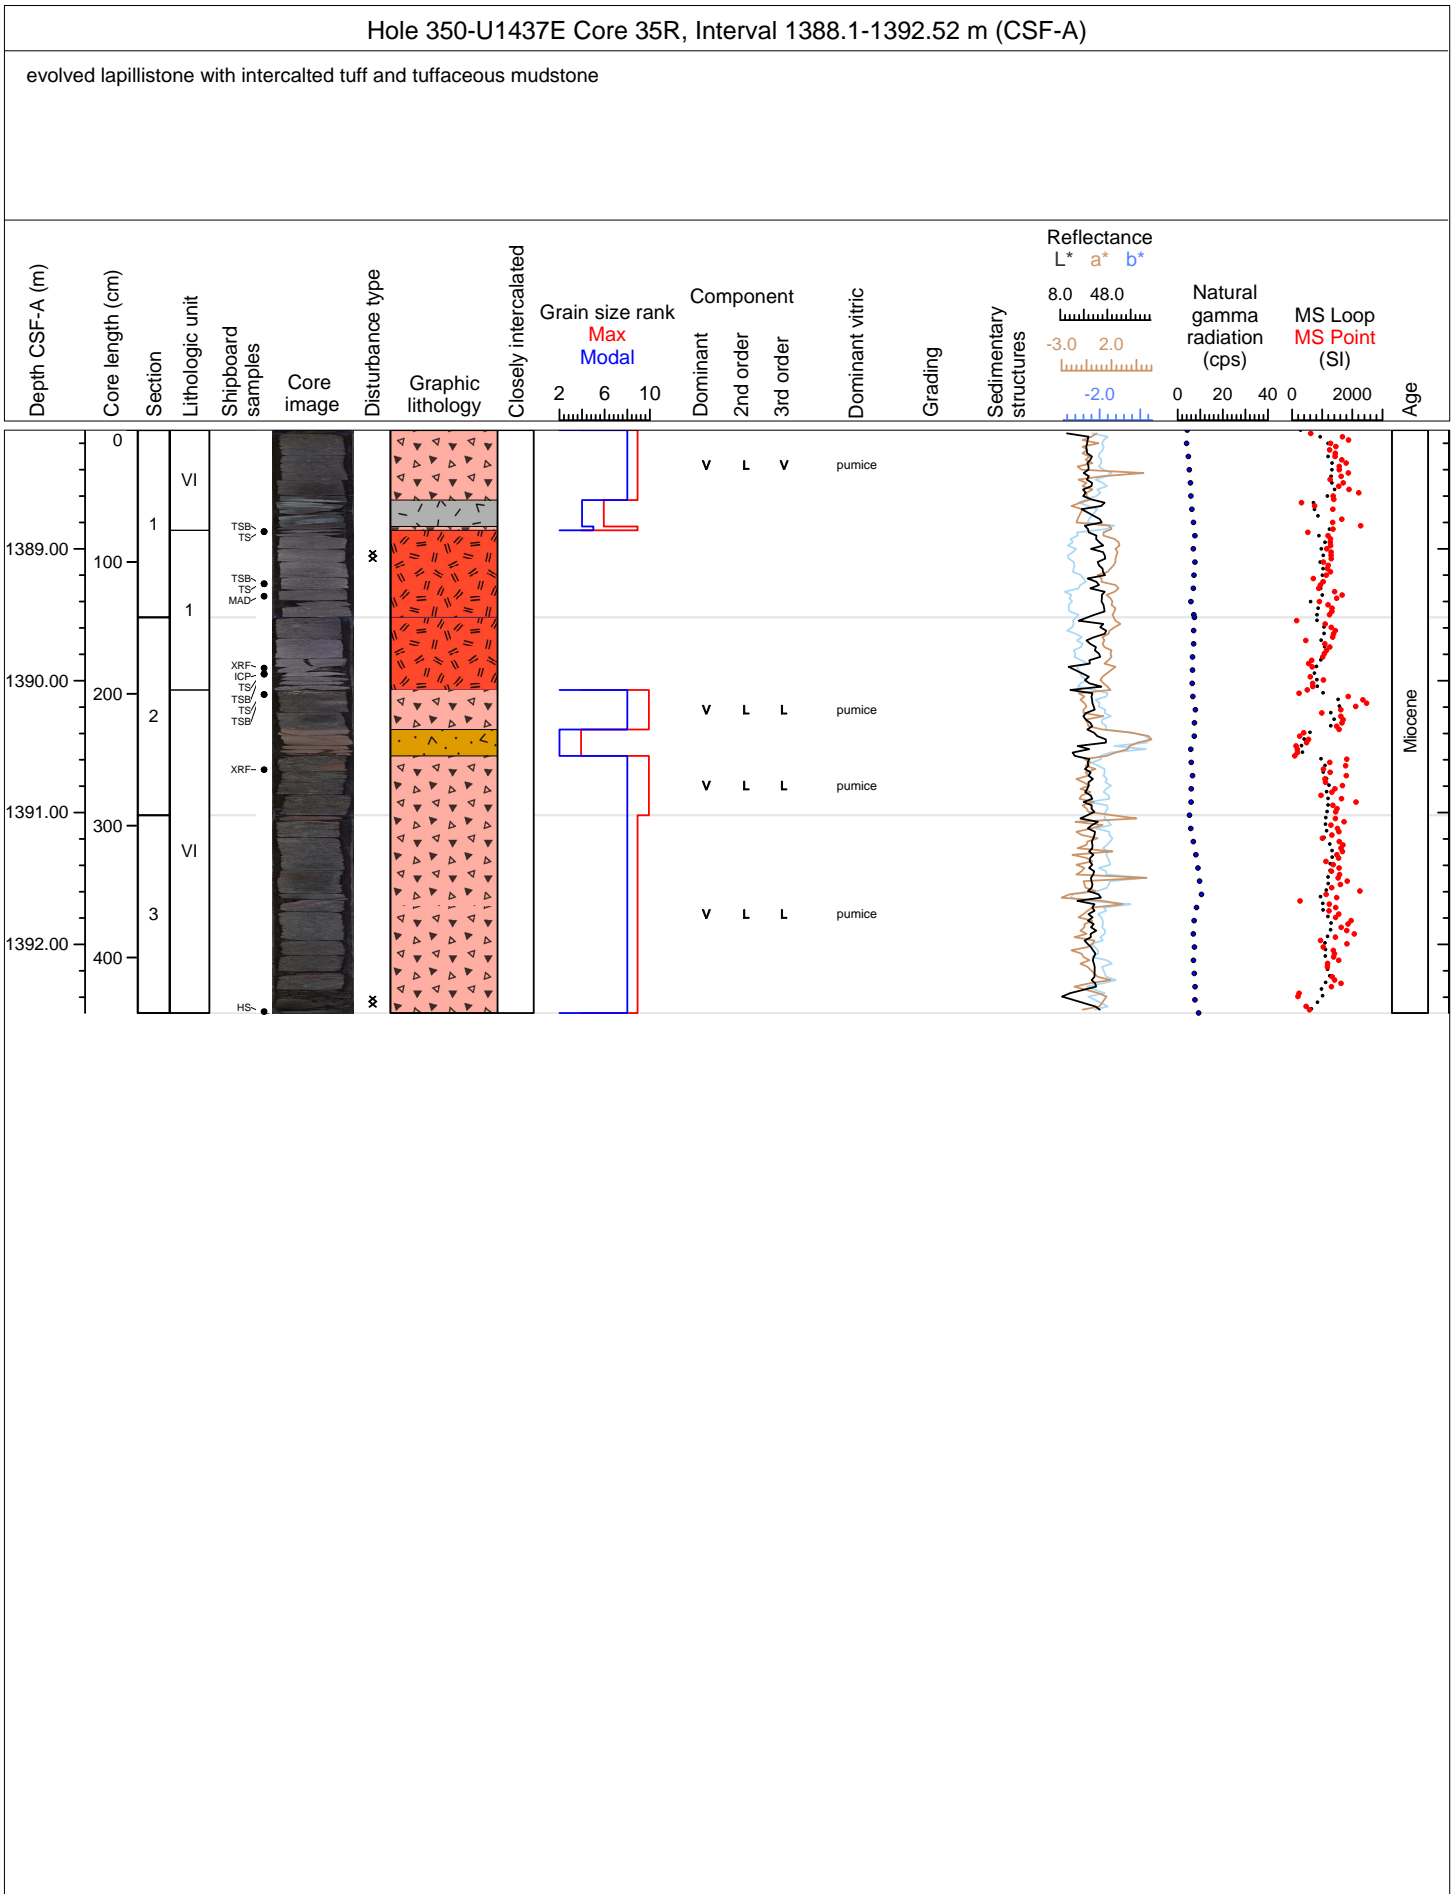 Hole 350-U1437E Core 35R, Interval 1388.1-1392.52 m (CSF-A)
evolved lapillistone with intercalted tuff and tuffaceous mudstone
Depth CSF-A (m)
Core length (cm)
Section
Lithologic unit
Shipboard
samples
Core
image
Disturbance type
Graphic
lithology
Closely intercalated
Grain size rank
Max
Modal
2 6 10
Component
Dominant
2nd order
3rd order
Dominant vitric
Grading
Sedimentary
structures
Reflectance
L* a* b*
8.0 48.0
-3.0 2.0
-2.0
Natural
gamma
radiation
(cps)
0 20 40
MS Loop
MS Point
(SI)
0 2000
Age
0
VI
V L V pumice
1
TSB
TS
1389.00
100
TSB
TS
MAD
1
XRF
ICP
TS
TSB
TS
TSB
1390.00
200
2
V L L pumice
Miocene
XRF
V L L pumice
1391.00
300
VI
3
V L L pumice
1392.00
400
HS